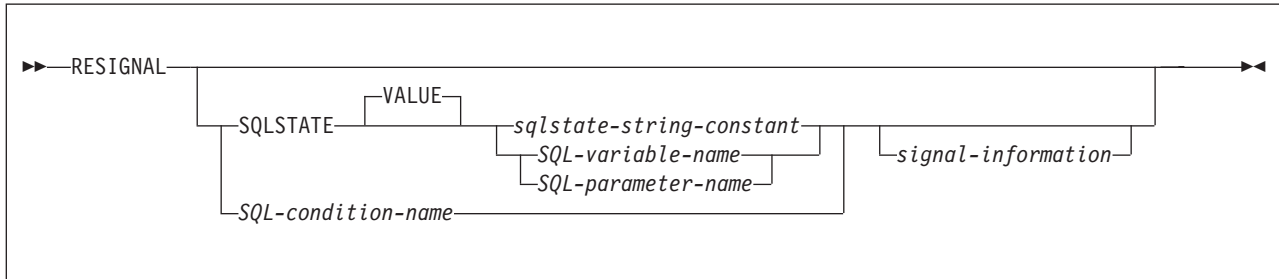 RESIGNAL
VALUE
SQLSTATE sqlstate-string-constant
SQL-variable-name signal-information
SQL-parameter-name
SQL-condition-name